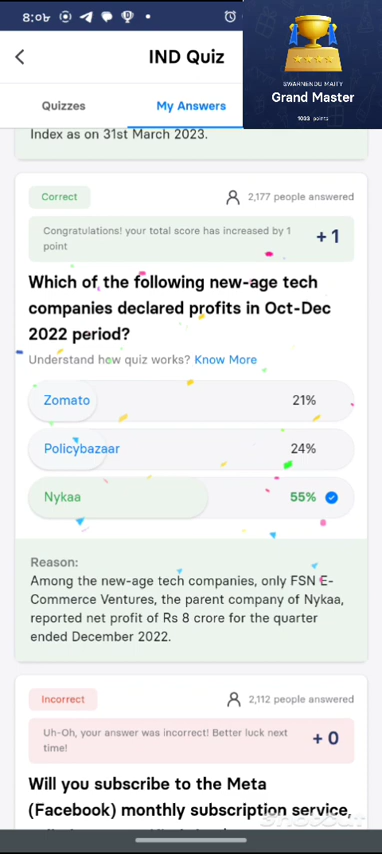 8:০৮
IND Quiz
SWARNENDU MAITY
Grand Master
1033 points
Quizzes
My Answers
Index as on 31st March 2023.
Correct
2,177 people answered
Congratulations! your total score has increased by 1
point
+ 1
Which of the following new-age tech
companies declared profits in Oct-Dec
2022 period?
Understand how quiz works? Know More
Zomato 21%
Policybazaar 24%
Nykaa 55%
Reason:
Among the new-age tech companies, only FSN E-
Commerce Ventures, the parent company of Nykaa,
reported net profit of Rs 8 crore for the quarter
ended December 2022.
Incorrect
2,112 people answered
Uh-Oh, your answer was incorrect! Better luck next
time!
+ 0
Will you subscribe to the Meta
(Facebook) monthly subscription service,